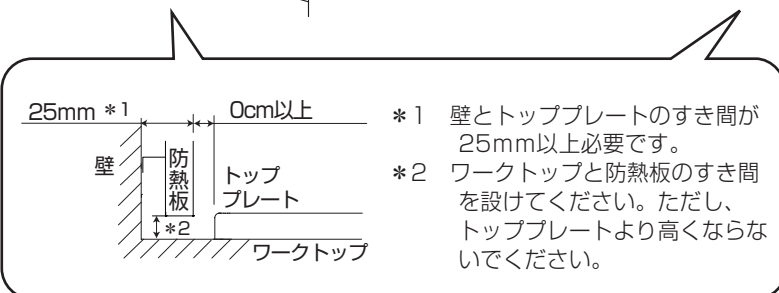 25mm *1
0cm以上
壁
防熱板
トップ
プレート
*2
ワークトップ
*1 壁とトッププレートのすき間が
25mm以上必要です。
*2 ワークトップと防熱板のすき間
を設けてください。ただし、
トッププレートより高くならな
いでください。